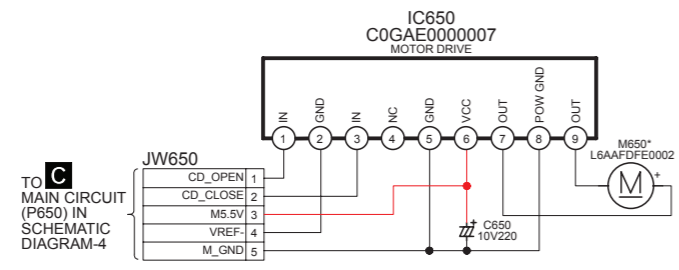 IC650
C0GAE0000007
MOTOR DRIVE
IN
GND
IN
NC
GND
VCC
OUT
POW GND
OUT
1
2
3
4
5
6
7
8
9
M650*
L6AAFDFE0002
M
+
JW650
CD_OPEN 1
CD_CLOSE 2
M5.5V 3
VREF- 4
M_GND 5
TO C
MAIN CIRCUIT
(P650) IN
SCHEMATIC
DIAGRAM-4
+
C650
10V220